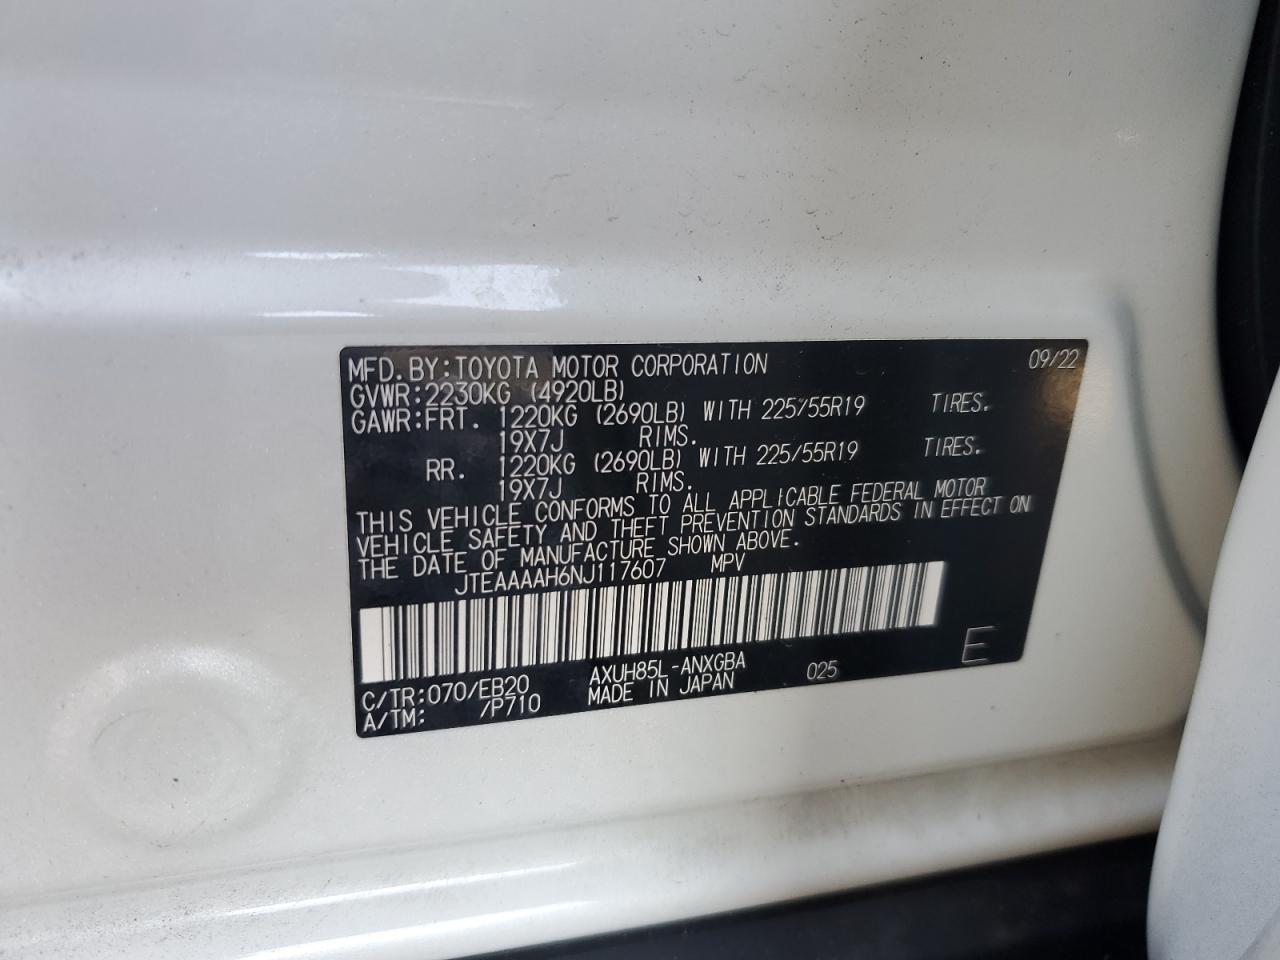 MFD. BY: TOYOTA MOTOR CORPORATION 09/22
GVWR: 2230KG (4920LB)
GAWR: FRT. 1220KG (2690LB) WITH 225/55R19 TIRES.
19X7J RIMS.
RR. 1220KG (2690LB) WITH 225/55R19 TIRES.
19X7J RIMS.
THIS VEHICLE CONFORMS TO ALL APPLICABLE FEDERAL MOTOR
VEHICLE SAFETY AND THEFT PREVENTION STANDARDS IN EFFECT ON
THE DATE OF MANUFACTURE SHOWN ABOVE.
JTEAAAAH6NJ117607 MPV
C/TR: 070/EB20 AXUH85L-ANXGBA 025 E
A/TM: /P710 MADE IN JAPAN